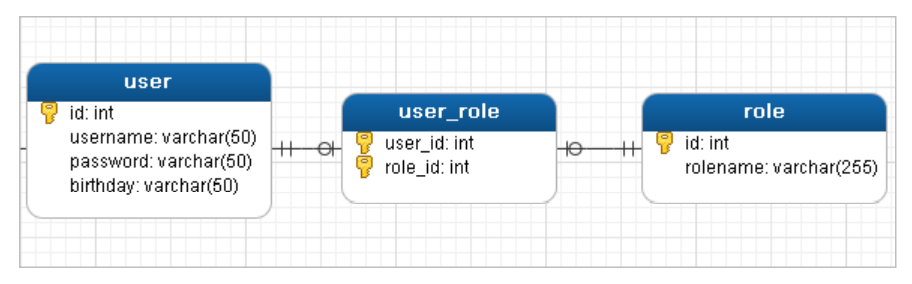 user
id: int
username: varchar(50)
password: varchar(50)
birthday: varchar(50)
user_role
user_id: int
role_id: int
role
id: int
rolename: varchar(255)